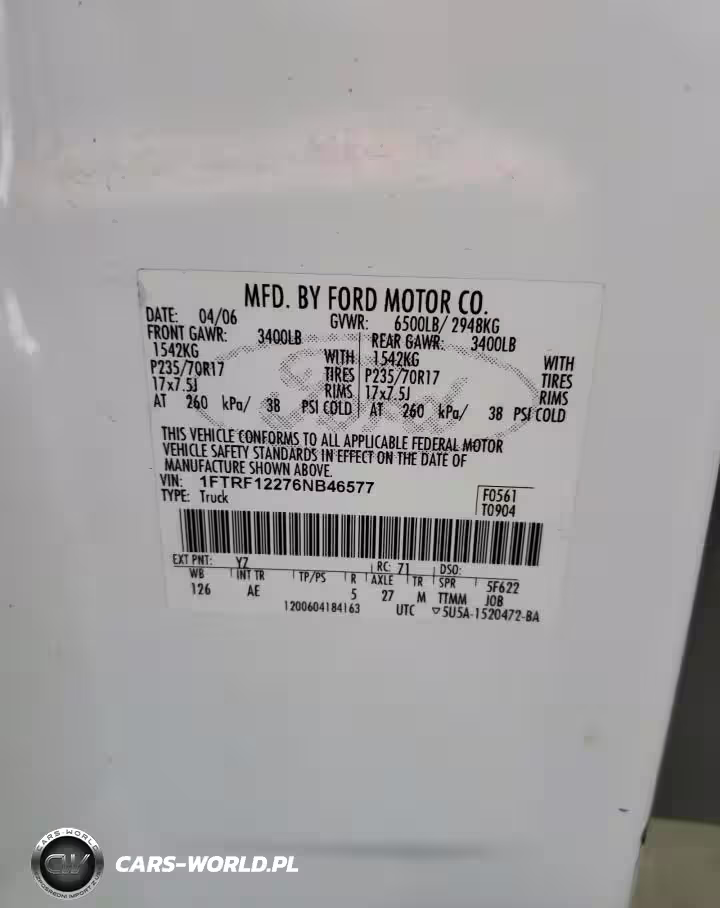 MFD. BY FORD MOTOR CO.
DATE: 04/06 GVWR: 6500LB/ 2948KG
FRONT GAWR: 3400LB REAR GAWR: 3400LB
1542KG WITH 1542KG WITH
P235/70R17 TIRES P235/70R17 TIRES
17x7.5J RIMS 17x7.5J RIMS
AT 260 kPa/ 38 PSI COLD AT 260 kPa/ 38 PSI COLD
Ford
THIS VEHICLE CONFORMS TO ALL APPLICABLE FEDERAL MOTOR
VEHICLE SAFETY STANDARDS IN EFFECT ON THE DATE OF
MANUFACTURE SHOWN ABOVE.
VIN: 1FTRF12276NB46577
TYPE: Truck
F0561
T0904
EXT PNT: YZ RC: 71 DSO:
WB INT TR TP/PS R AXLE TR SPR 5F622
126 AE 5 27 M TTMM JOB
1200604184163 UTC ▽5U5A-1520472-BA
CARS-WORLD
CW
CARS-WORLD.PL